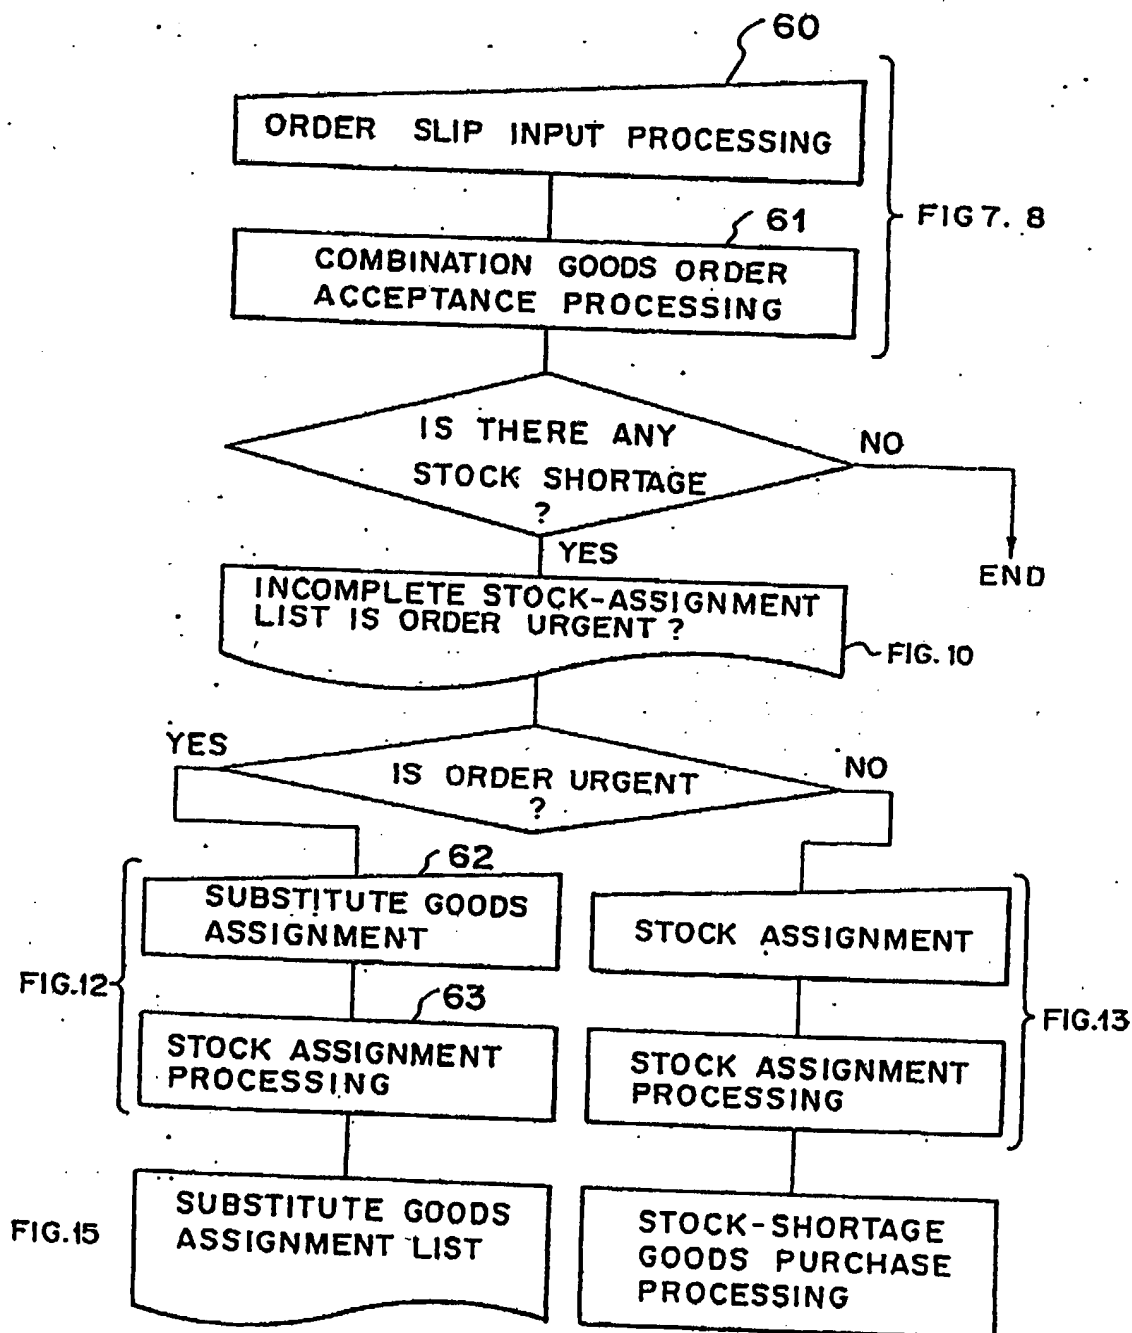 60
ORDER SLIP INPUT PROCESSING
61
FIG 7. 8
COMBINATION GOODS ORDER
ACCEPTANCE PROCESSING
IS THERE ANY
STOCK SHORTAGE
?
NO
YES
END
INCOMPLETE STOCK-ASSIGNMENT
LIST IS ORDER URGENT ?
FIG. 10
YES
IS ORDER URGENT
?
NO
62
SUBSTITUTE GOODS
ASSIGNMENT
STOCK ASSIGNMENT
FIG.12
63
FIG.13
STOCK ASSIGNMENT
PROCESSING
STOCK ASSIGNMENT
PROCESSING
FIG.15
SUBSTITUTE GOODS
ASSIGNMENT LIST
STOCK-SHORTAGE
GOODS PURCHASE
PROCESSING